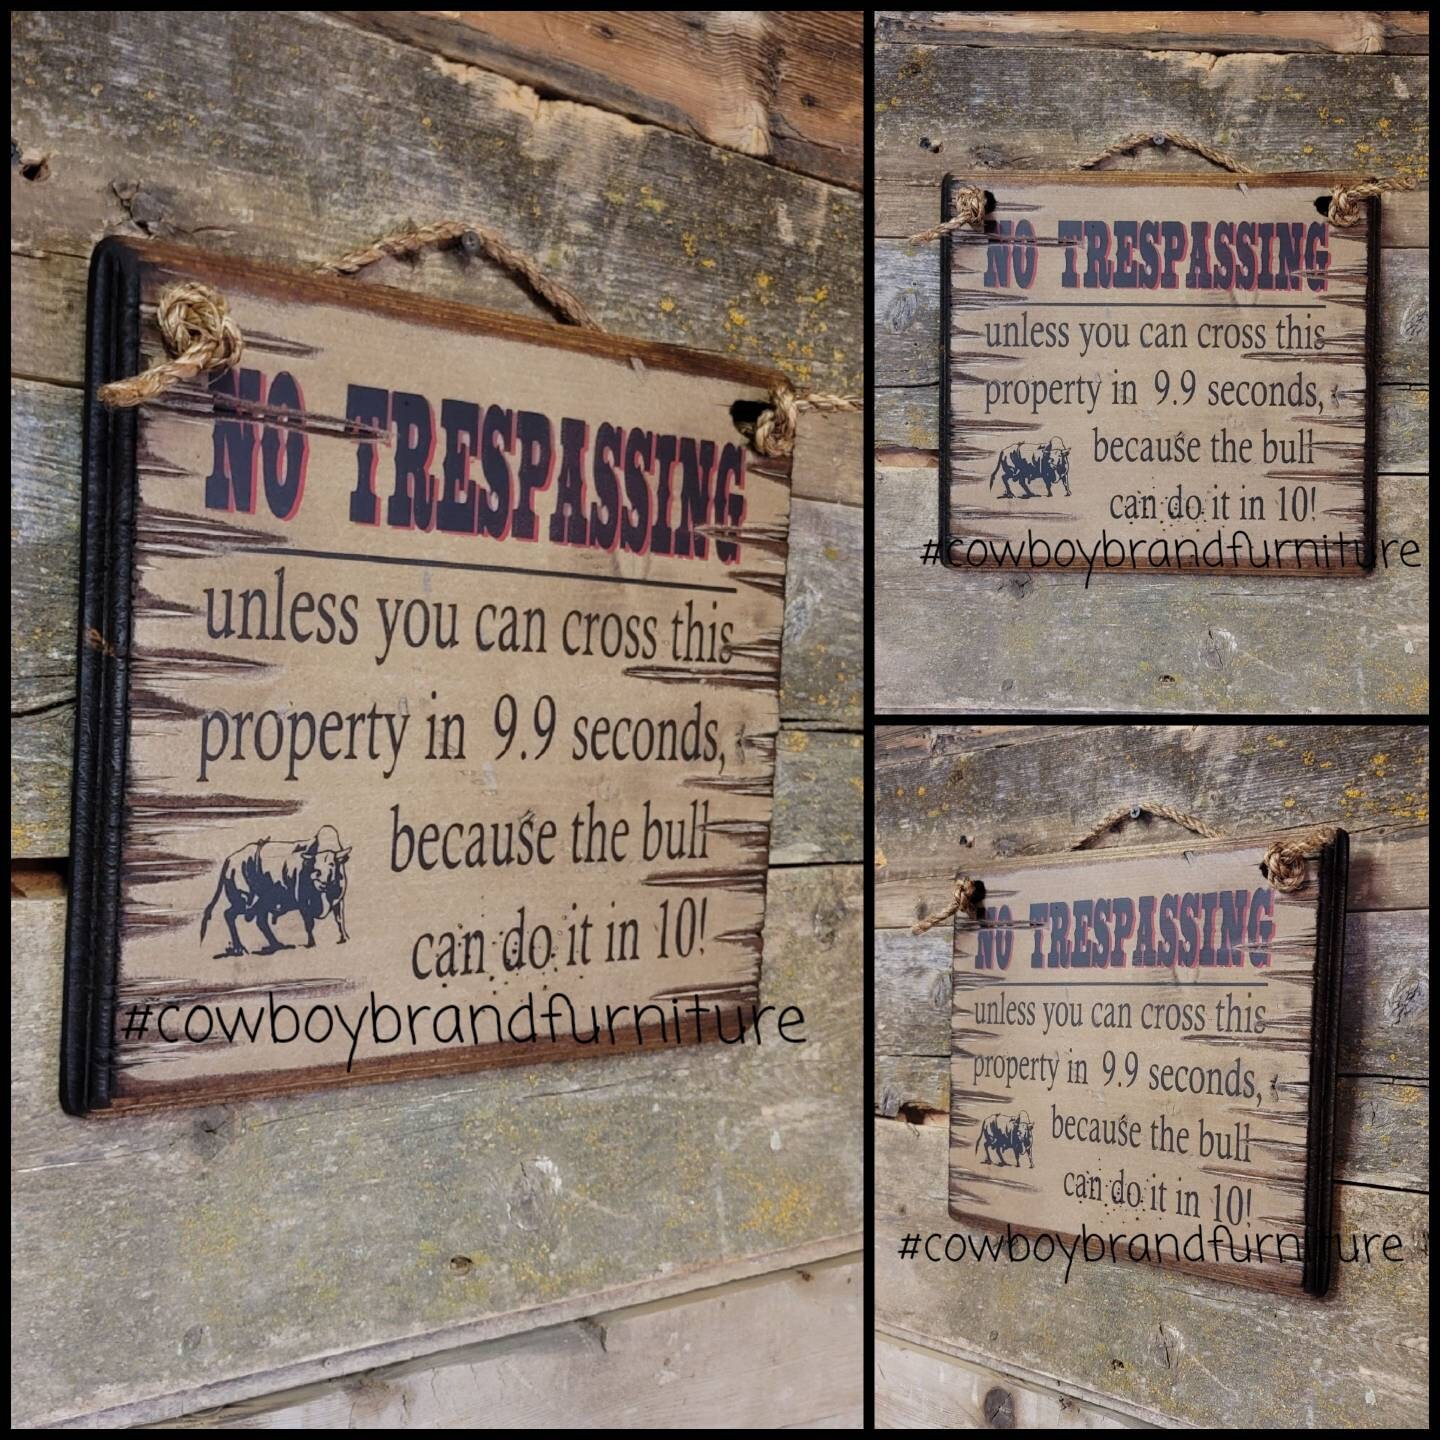 NO TRESPASSING
unless you can cross this
property in 9.9 seconds,
because the bull
can do it in 10!
#cowboybrandfurniture
NO TRESPASSING
unless you can cross this
property in 9.9 seconds,
because the bull
can do it in 10!
#cowboybrandfurniture
NO TRESPASSING
unless you can cross this
property in 9.9 seconds,
because the bull
can do it in 10!
#cowboybrandfurniture